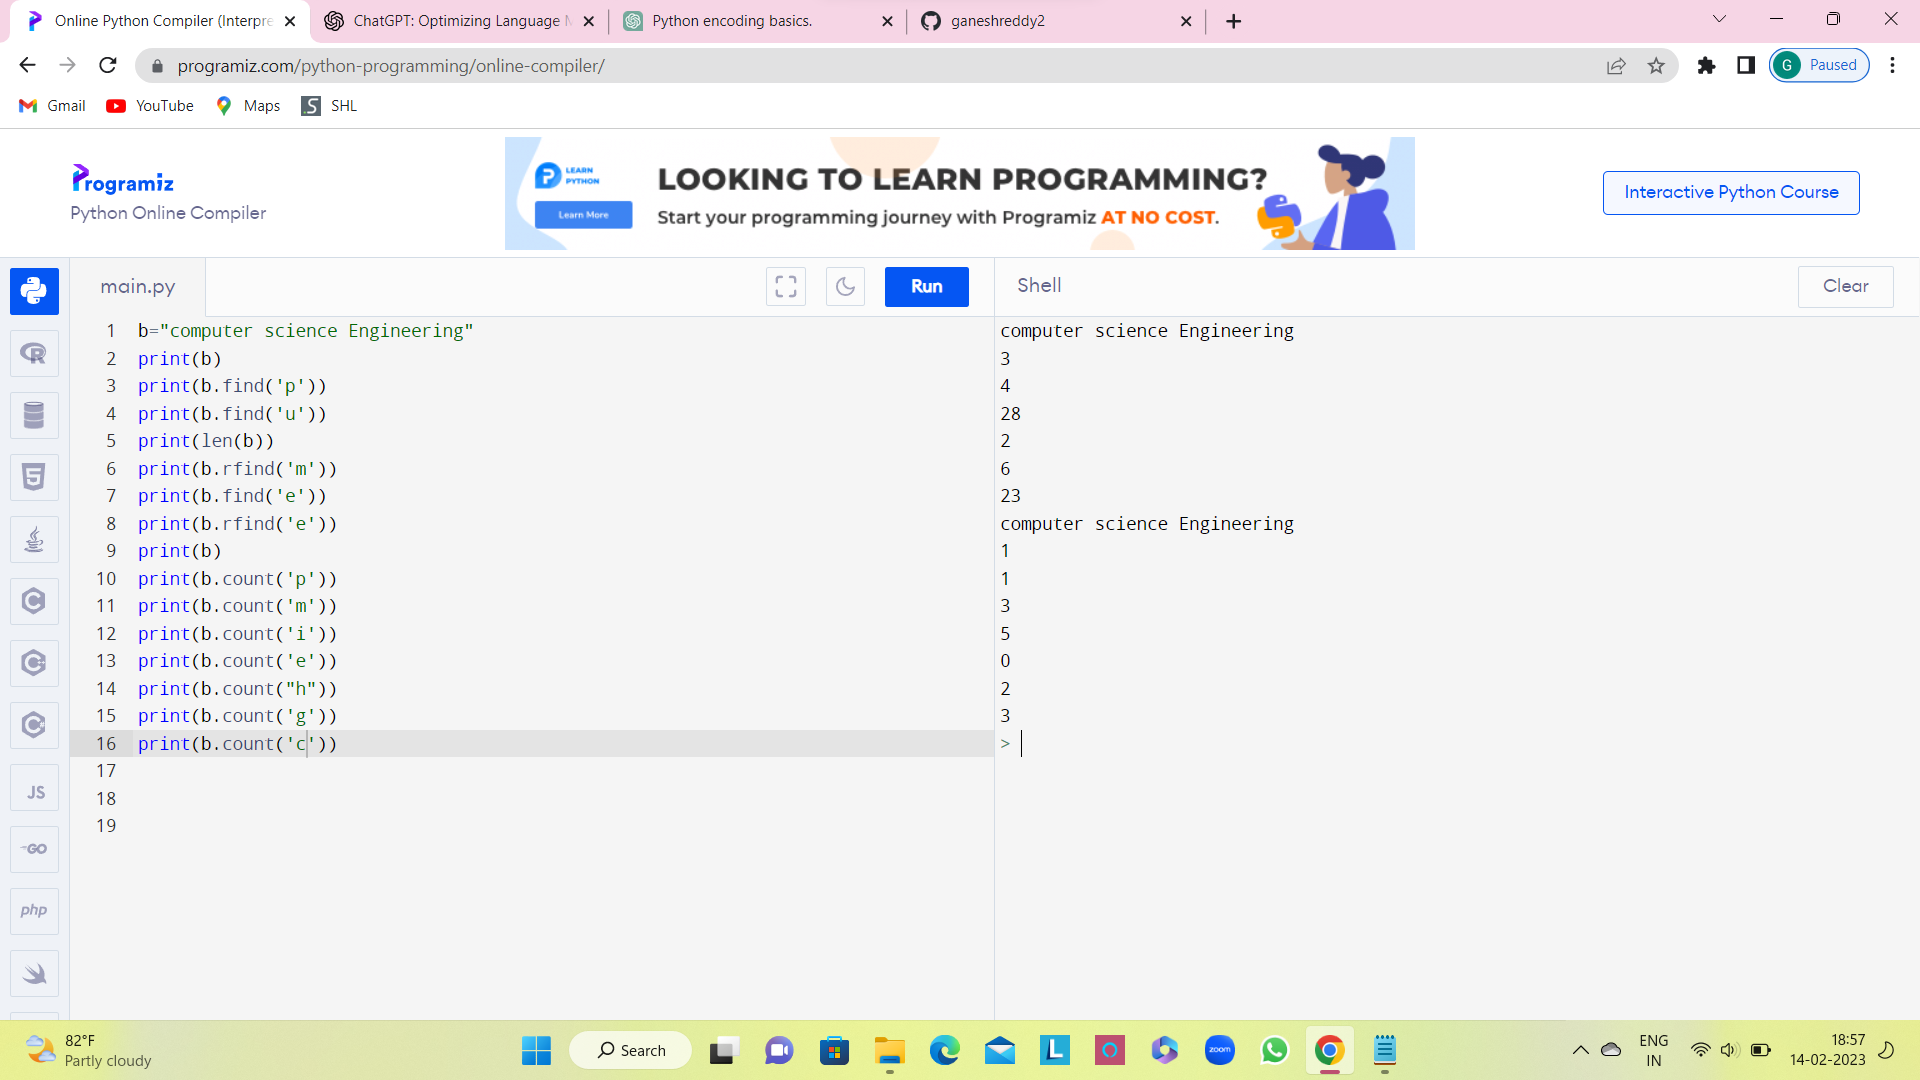 Online Python Compiler (Interpre
ChatGPT: Optimizing Language M
Python encoding basics.
ganeshreddy2
programiz.com/python-programming/online-compiler/
G Paused
Gmail
YouTube
Maps
SHL
Programiz
Python Online Compiler
LEARN
PYTHON
Learn More
LOOKING TO LEARN PROGRAMMING?
Start your programming journey with Programiz AT NO COST.
Interactive Python Course
main.py
Run
Shell
Clear
1 b="computer science Engineering"
2 print(b)
3 print(b.find('p'))
4 print(b.find('u'))
5 print(len(b))
6 print(b.rfind('m'))
7 print(b.find('e'))
8 print(b.rfind('e'))
9 print(b)
10 print(b.count('p'))
11 print(b.count('m'))
12 print(b.count('i'))
13 print(b.count('e'))
14 print(b.count("h"))
15 print(b.count('g'))
16 print(b.count('c'))
17
18
19
computer science Engineering
3
4
28
2
6
23
computer science Engineering
1
1
3
5
0
2
3
>
R
5
C
C
C
JS
GO
php
82°F
Partly cloudy
Search
L
zoom
ENG
IN
18:57
14-02-2023